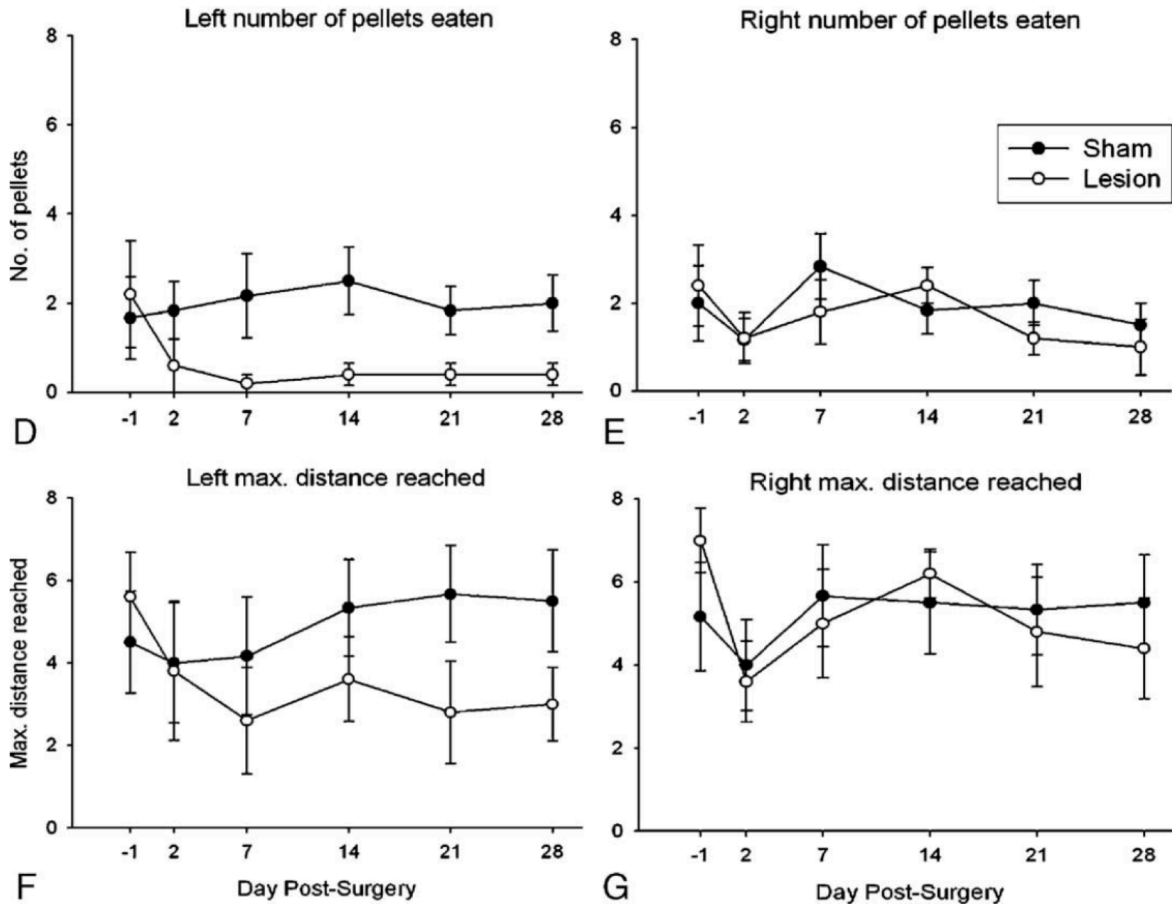 Left number of pellets eaten
8
6
4
2
0
No. of pellets
-1 2 7 14 21 28
D
Right number of pellets eaten
8
6
4
2
0
Sham
Lesion
-1 2 7 14 21 28
E
Left max. distance reached
8
6
4
2
0
Max. distance reached
-1 2 7 14 21 28
F
Day Post-Surgery
Right max. distance reached
8
6
4
2
0
-1 2 7 14 21 28
G
Day Post-Surgery